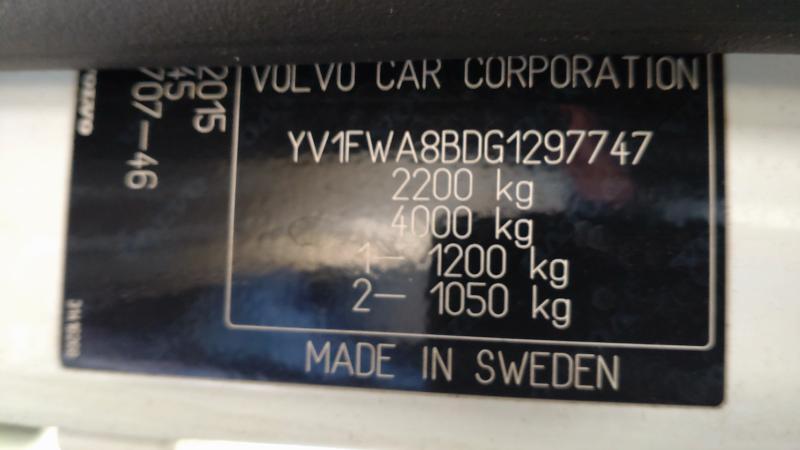 VOLVO CAR CORPORATION
YV1FWA8BDG1297747
2200 kg
4000 kg
1— 1200 kg
2— 1050 kg
MADE IN SWEDEN
2015
707—46
VOLVO